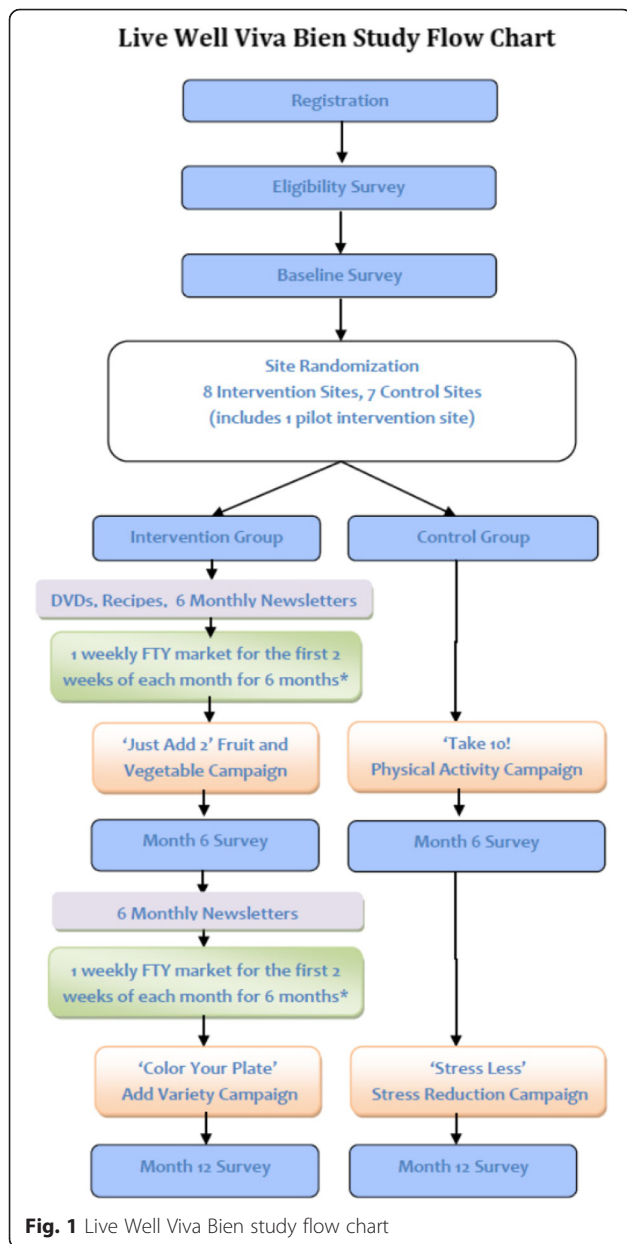 Live Well Viva Bien Study Flow Chart
Registration
Eligibility Survey
Baseline Survey
Site Randomization
8 Intervention Sites, 7 Control Sites
(includes 1 pilot intervention site)
Intervention Group
Control Group
DVDs, Recipes, 6 Monthly Newsletters
1 weekly FTY market for the first 2
weeks of each month for 6 months*
‘Just Add 2’ Fruit and
Vegetable Campaign
‘Take 10!
Physical Activity Campaign
Month 6 Survey
Month 6 Survey
6 Monthly Newsletters
1 weekly FTY market for the first 2
weeks of each month for 6 months*
‘Color Your Plate’
Add Variety Campaign
‘Stress Less’
Stress Reduction Campaign
Month 12 Survey
Month 12 Survey
Fig. 1 Live Well Viva Bien study flow chart